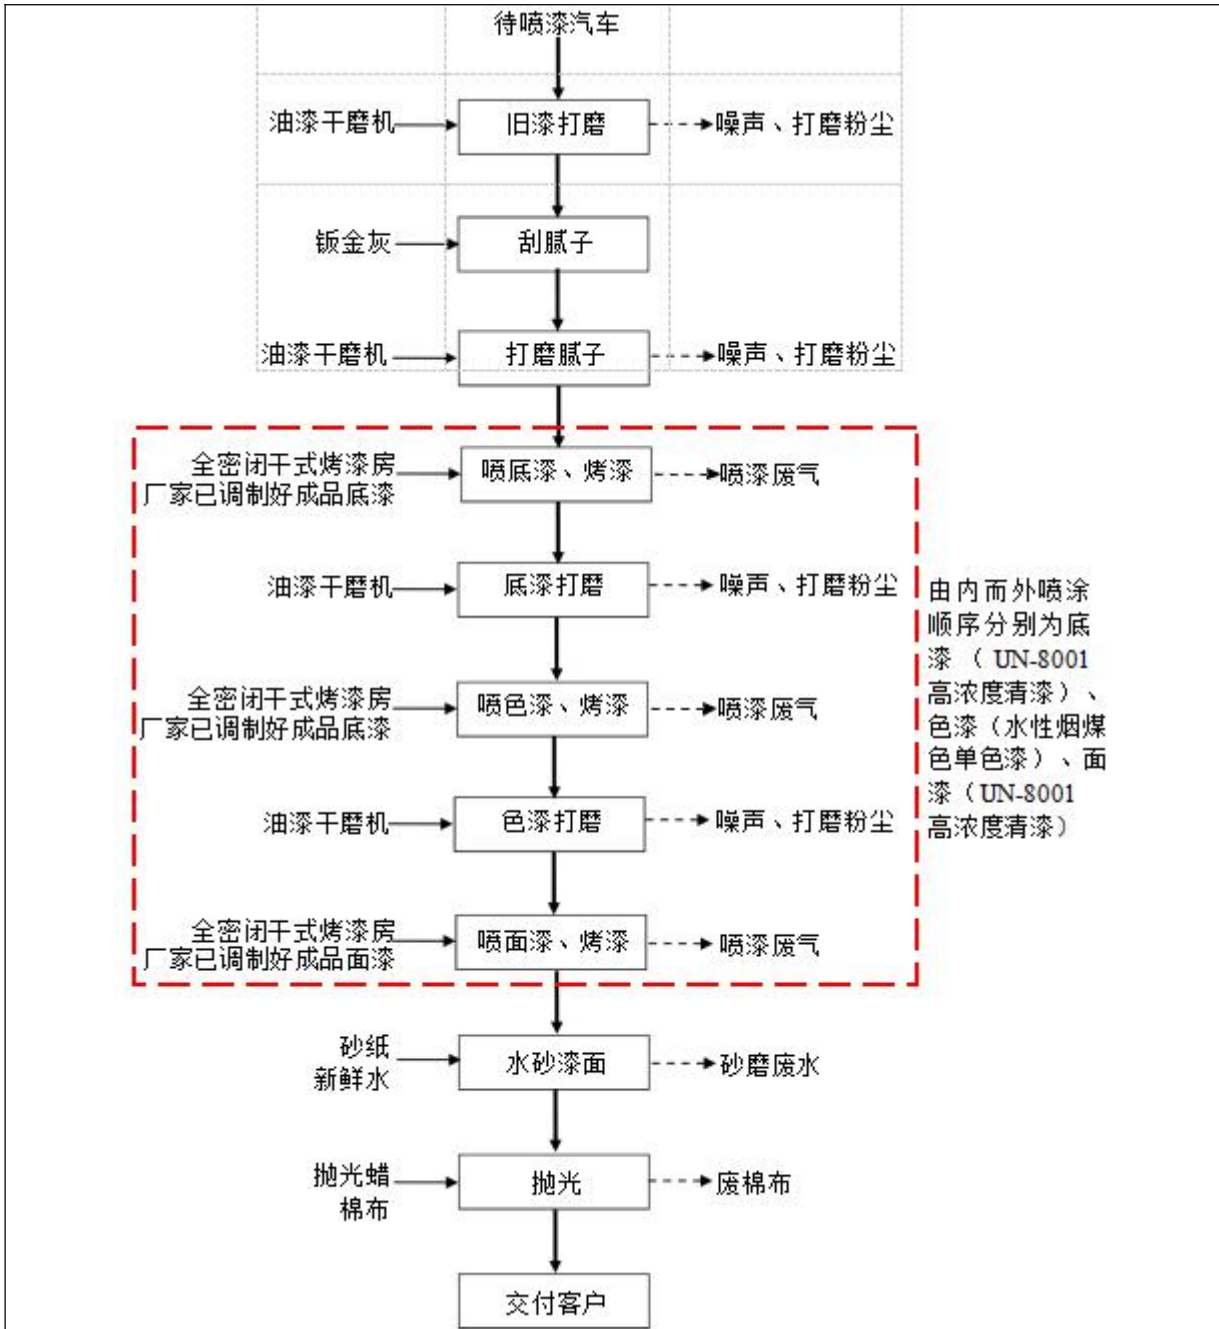 待喷漆汽车
油漆干磨机
旧漆打磨
噪声、打磨粉尘
钣金灰
刮腻子
油漆干磨机
打磨腻子
噪声、打磨粉尘
全密闭干式烤漆房
厂家已调制好成品底漆
喷底漆、烤漆
喷漆废气
油漆干磨机
底漆打磨
噪声、打磨粉尘
全密闭干式烤漆房
厂家已调制好成品底漆
喷色漆、烤漆
喷漆废气
油漆干磨机
色漆打磨
噪声、打磨粉尘
全密闭干式烤漆房
厂家已调制好成品面漆
喷面漆、烤漆
喷漆废气
由内而外喷涂
顺序分别为底
漆（UN-8001
高浓度清漆）、
色漆（水性烟煤
色单色漆）、面
漆（UN-8001
高浓度清漆）
砂纸
新鲜水
水砂漆面
砂磨废水
抛光蜡
棉布
抛光
废棉布
交付客户